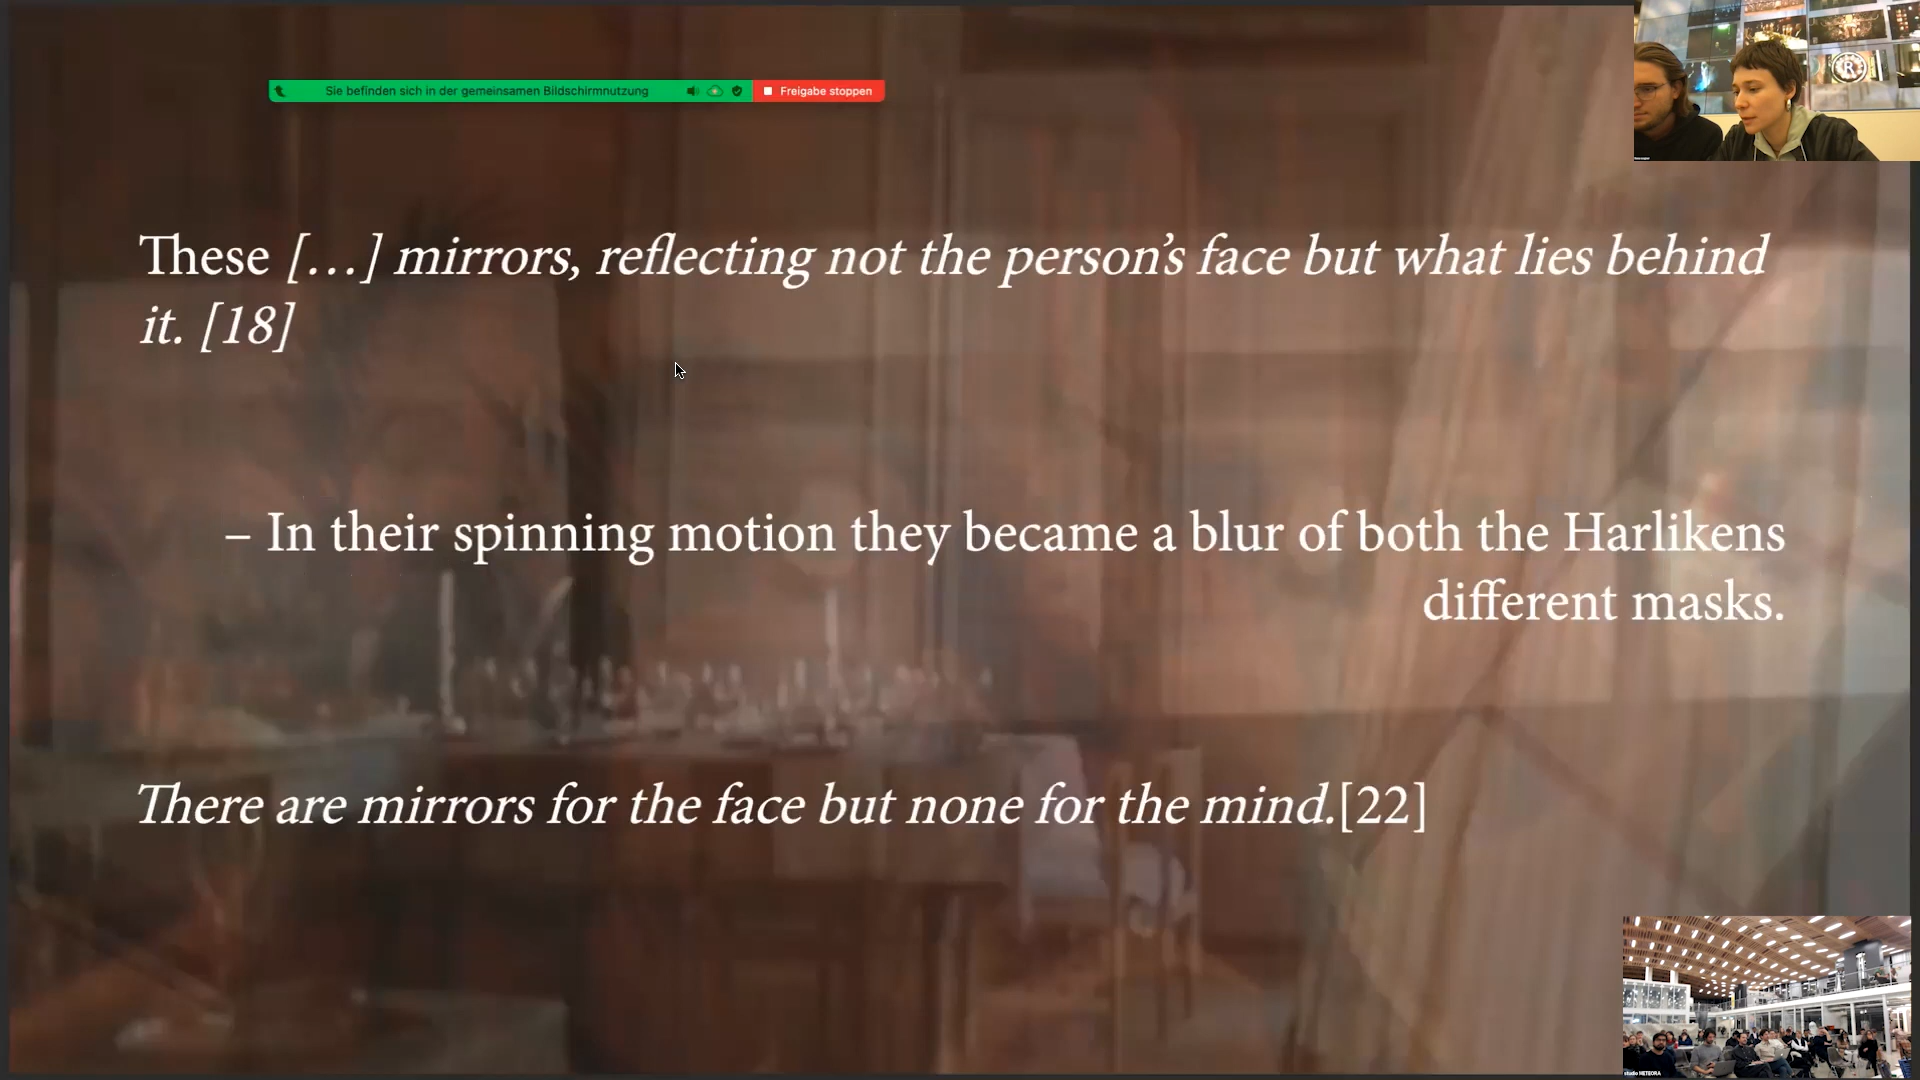 Sie befinden sich in der gemeinsamen Bildschirmnutzung
Freigabe stoppen
®
These […] mirrors, reflecting not the person’s face but what lies behind
it. [18]
– In their spinning motion they became a blur of both the Harlikens
different masks.
There are mirrors for the face but none for the mind.[22]
studio METEORA